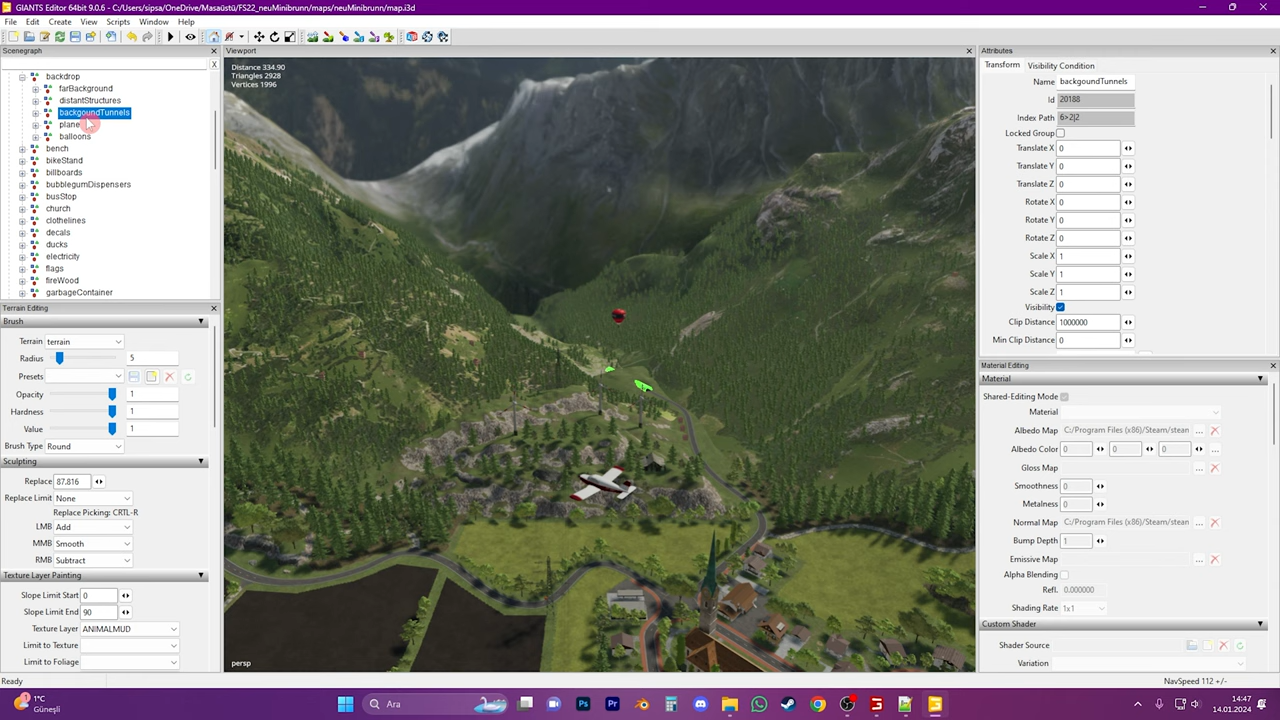 GIANTS Editor 64bit 9.0.6 - C:/Users/sipsa/OneDrive/Masaüstü/FS22_neuMinibrunn/maps/neuMinibrunn/map.i3d
File Edit Create View Scripts Window Help
Scenegraph
X
backdrop
farBackground
distantStructures
backgoundTunnels
plane
balloons
bench
bikeStand
billboards
bubblegumDispensers
busStop
church
clothelines
decals
ducks
electricity
flags
fireWood
garbageContainer
Terrain Editing
Brush
Terrain terrain
Radius 5
Presets
Opacity 1
Hardness 1
Value 1
Brush Type Round
Sculpting
Replace 87.816
Replace Limit None
Replace Picking: CRTL-R
LMB Add
MMB Smooth
RMB Subtract
Texture Layer Painting
Slope Limit Start 0
Slope Limit End 90
Texture Layer ANIMALMUD
Limit to Texture
Limit to Foliage
Ready
Viewport
Distance 334.90
Triangles 2928
Vertices 1996
persp
Attributes
Transform Visibility Condition
Name backgoundTunnels
Id 20188
Index Path 6>2|2
Locked Group
Translate X 0
Translate Y 0
Translate Z 0
Rotate X 0
Rotate Y 0
Rotate Z 0
Scale X 1
Scale Y 1
Scale Z 1
Visibility
Clip Distance 1000000
Min Clip Distance 0
Material Editing
Material
Shared-Editing Mode
Material
Albedo Map C:/Program Files (x86)/Steam/stean ...
Albedo Color 0 0 0 ...
Gloss Map ...
Smoothness 0
Metalness 0
Normal Map C:/Program Files (x86)/Steam/stean ...
Bump Depth 1
Emissive Map ...
Alpha Blending
Refl. 0.000000
Shading Rate 1x1
Custom Shader
Shader Source
Variation
NavSpeed 112 +/-
1°C
Güneşli
Ara
14:47
14.01.2024